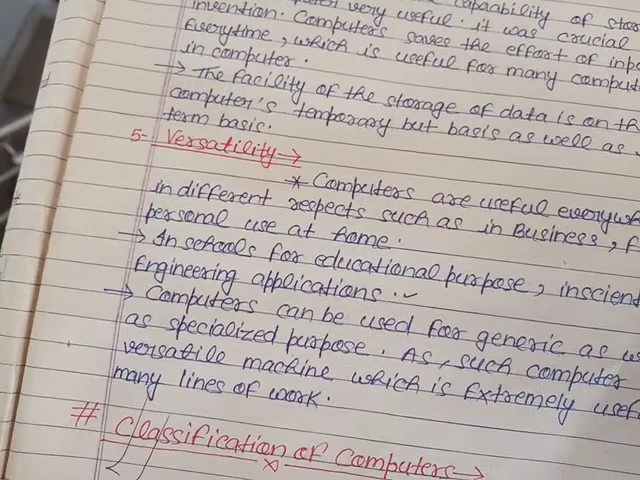 capaability of stor
very useful. it was crucial
invention. Computers saves the effort of inp
Everytime, which is useful for many comput
in computer.
→ The facility of the storage of data is on th
computer's temporary but basis as well as
term basis.
5- Versatility →
* Computers are useful everywh
in different respects such as in Business, f
personal use at home.
→ In schools for educational purpose, in scient
Engineering applications.
→ Computers can be used for generic as w
as specialized purpose. As, such computer
versatile machine which is Extremely usef
many lines of work.
# Classification of Computers →